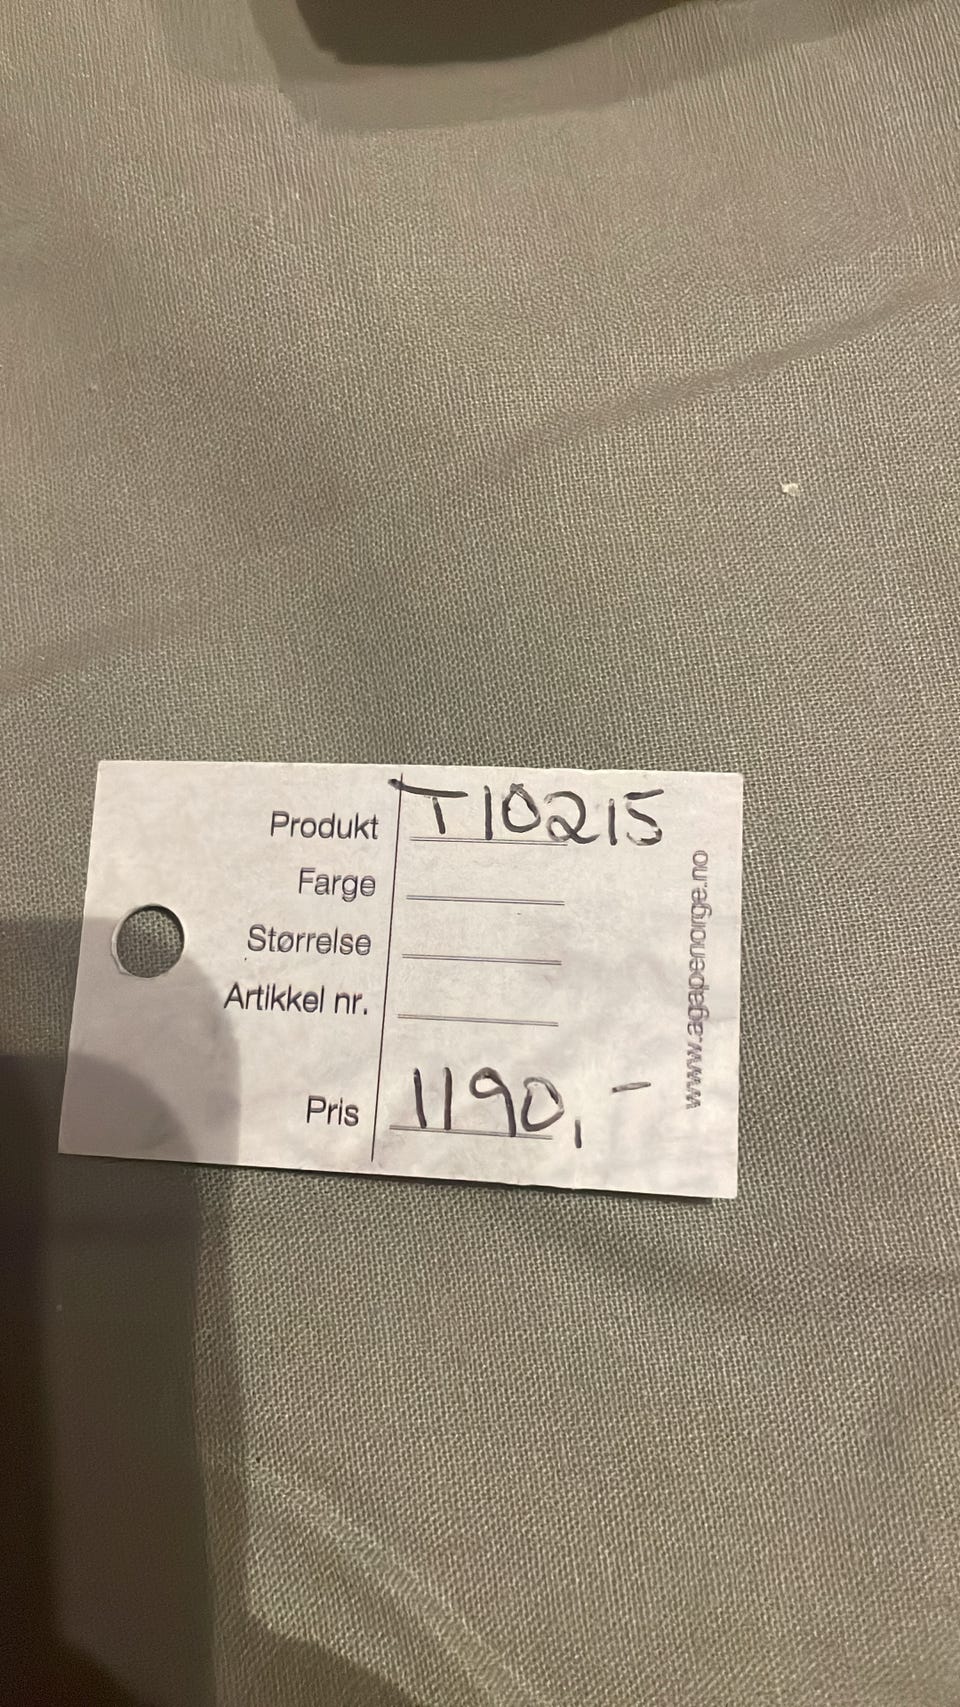 Produkt T10215
Farge
Størrelse
Artikkel nr.
Pris 1190,-
www.agapenorge.no